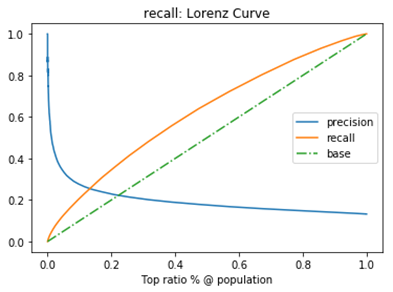 recall: Lorenz Curve
1.0
0.8
0.6
0.4
0.2
0.0
precision
recall
base
0.0 0.2 0.4 0.6 0.8 1.0
Top ratio % @ population